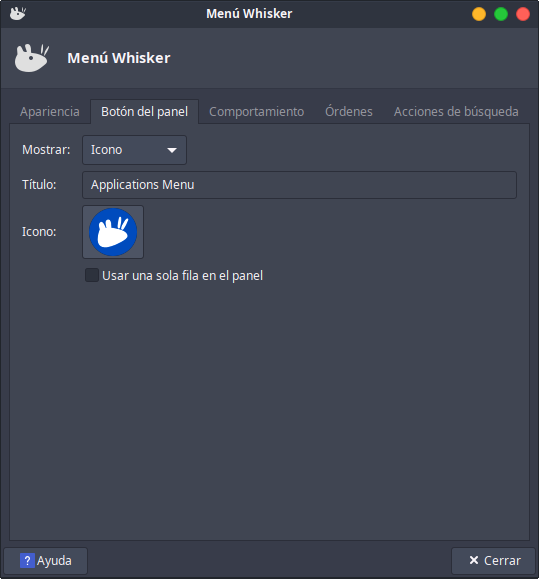 Menú Whisker
Menú Whisker
Apariencia Botón del panel Comportamiento Órdenes Acciones de búsqueda
Mostrar: Icono
Título: Applications Menu
Icono:
Usar una sola fila en el panel
? Ayuda
Cerrar